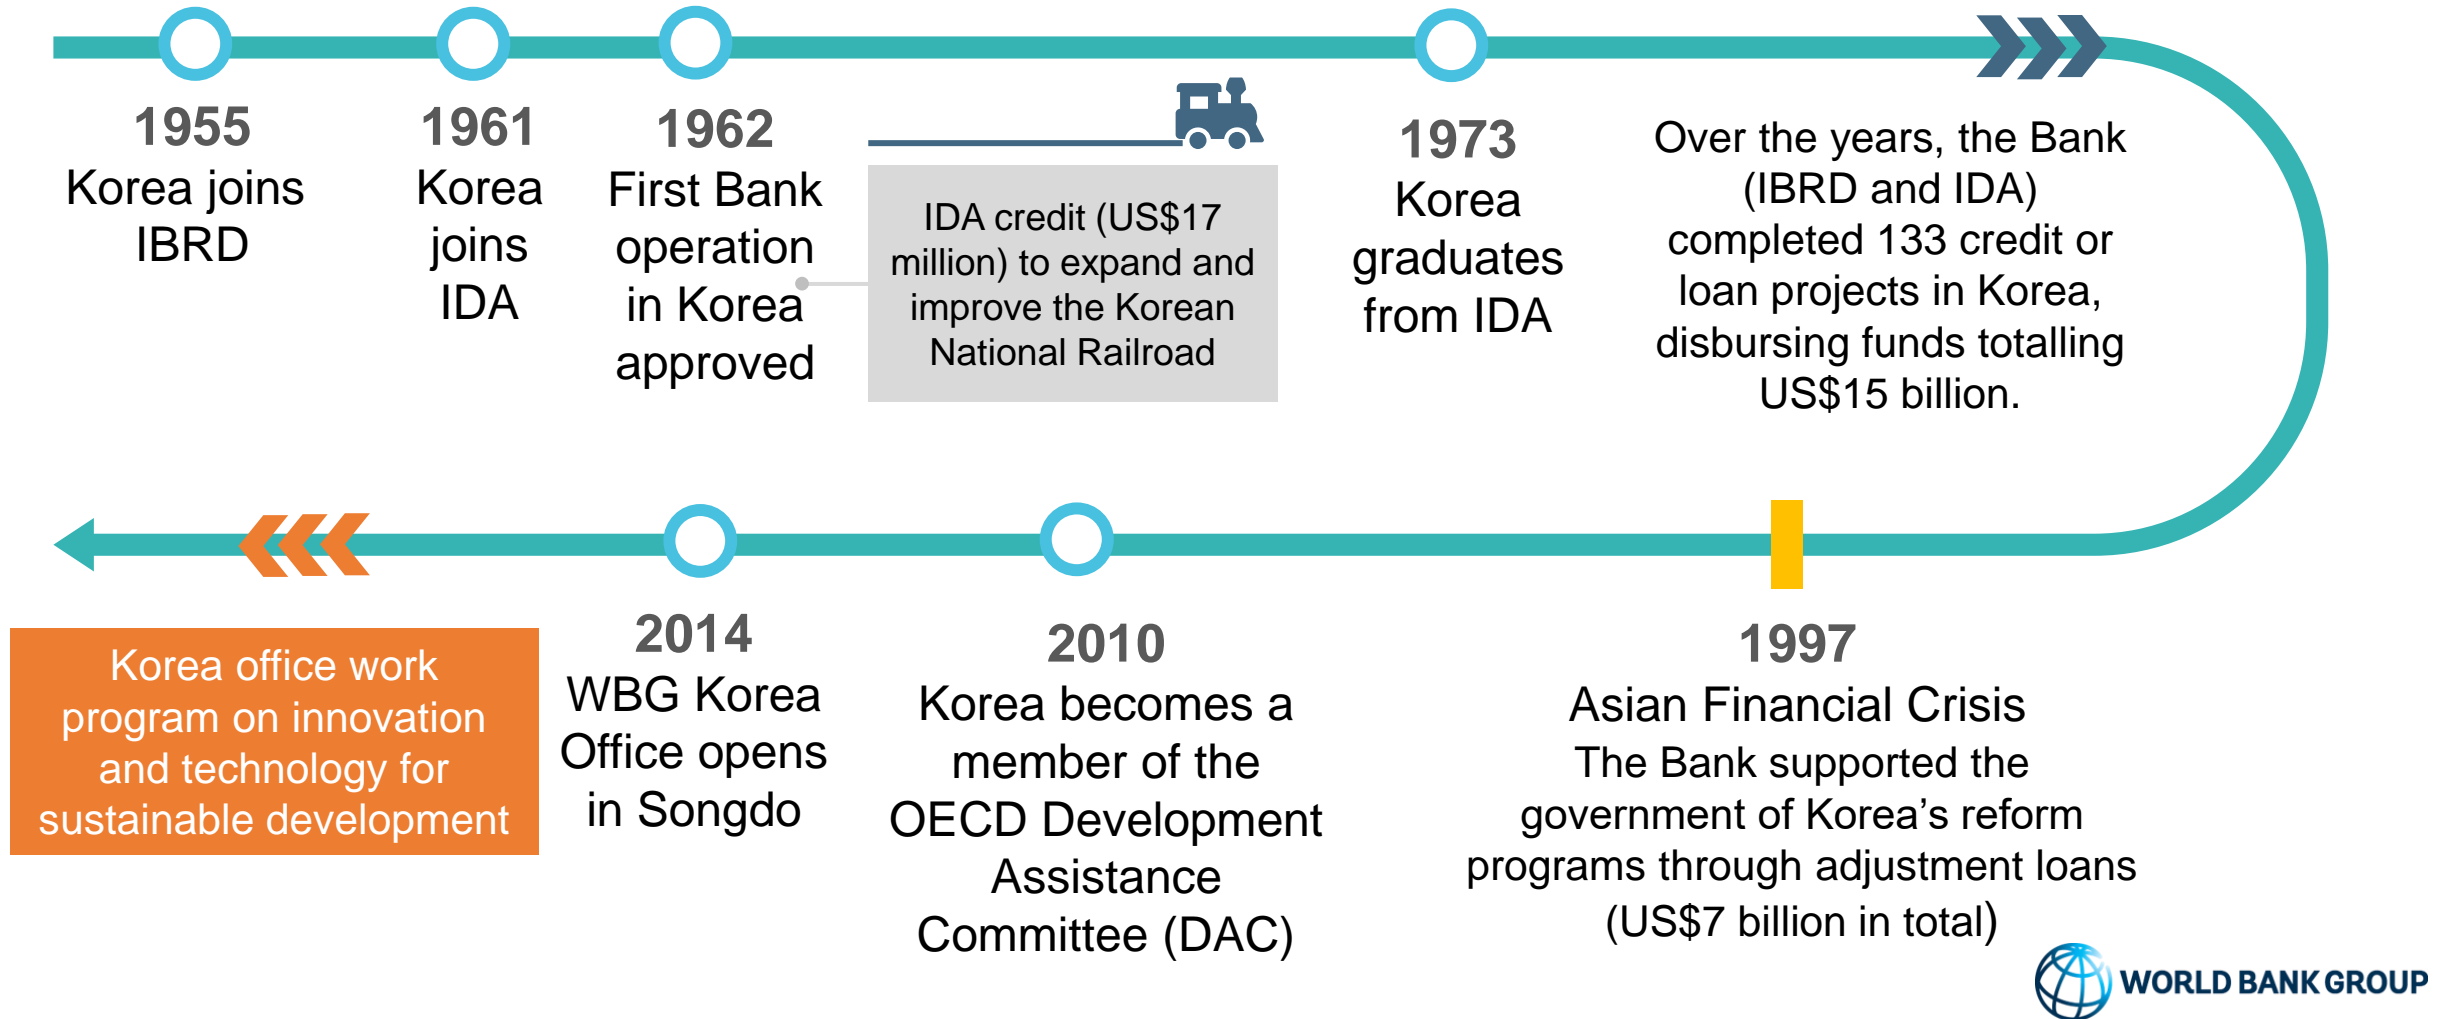 1955
Korea joins
IBRD
1961
Korea
joins
IDA
1962
First Bank
operation
in Korea
approved
IDA credit (US$17
million) to expand and
improve the Korean
National Railroad
1973
Korea
graduates
from IDA
Over the years, the Bank
(IBRD and IDA)
completed 133 credit or
loan projects in Korea,
disbursing funds totalling
US$15 billion.
1997
Asian Financial Crisis
The Bank supported the
government of Korea’s reform
programs through adjustment loans
(US$7 billion in total)
2010
Korea becomes a
member of the
OECD Development
Assistance
Committee (DAC)
2014
WBG Korea
Office opens
in Songdo
Korea office work
program on innovation
and technology for
sustainable development
WORLD BANK GROUP